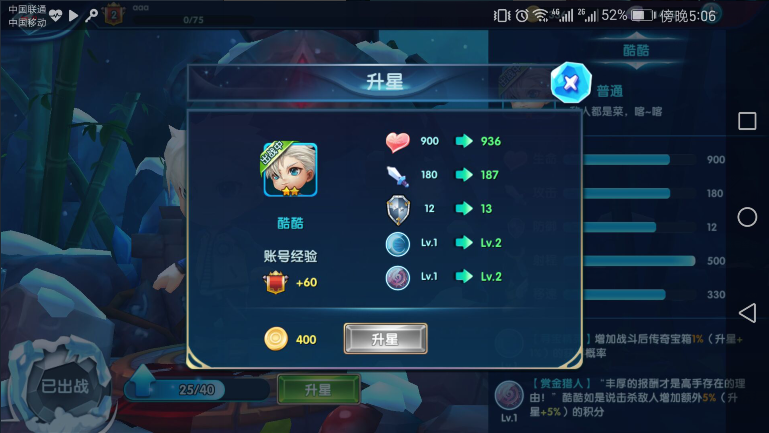 中国联通
中国移动
2
0/75
4G
2G
52%
傍晚5:06
升星
酷酷
普通
人都是菜，喀~喀
出战中
酷酷
账号经验
+60
400
升星
900
936
180
187
12
13
Lv.1
Lv.2
Lv.1
Lv.2
900
180
12
500
330
增加战斗后传奇宝箱1%（升星+
概率
【赏金猎人】“丰厚的报酬才是高手存在的理
由！”酷酷如是说击杀敌人增加额外5%（升
星+5%）的积分
Lv.1
已出战
25/40
升星